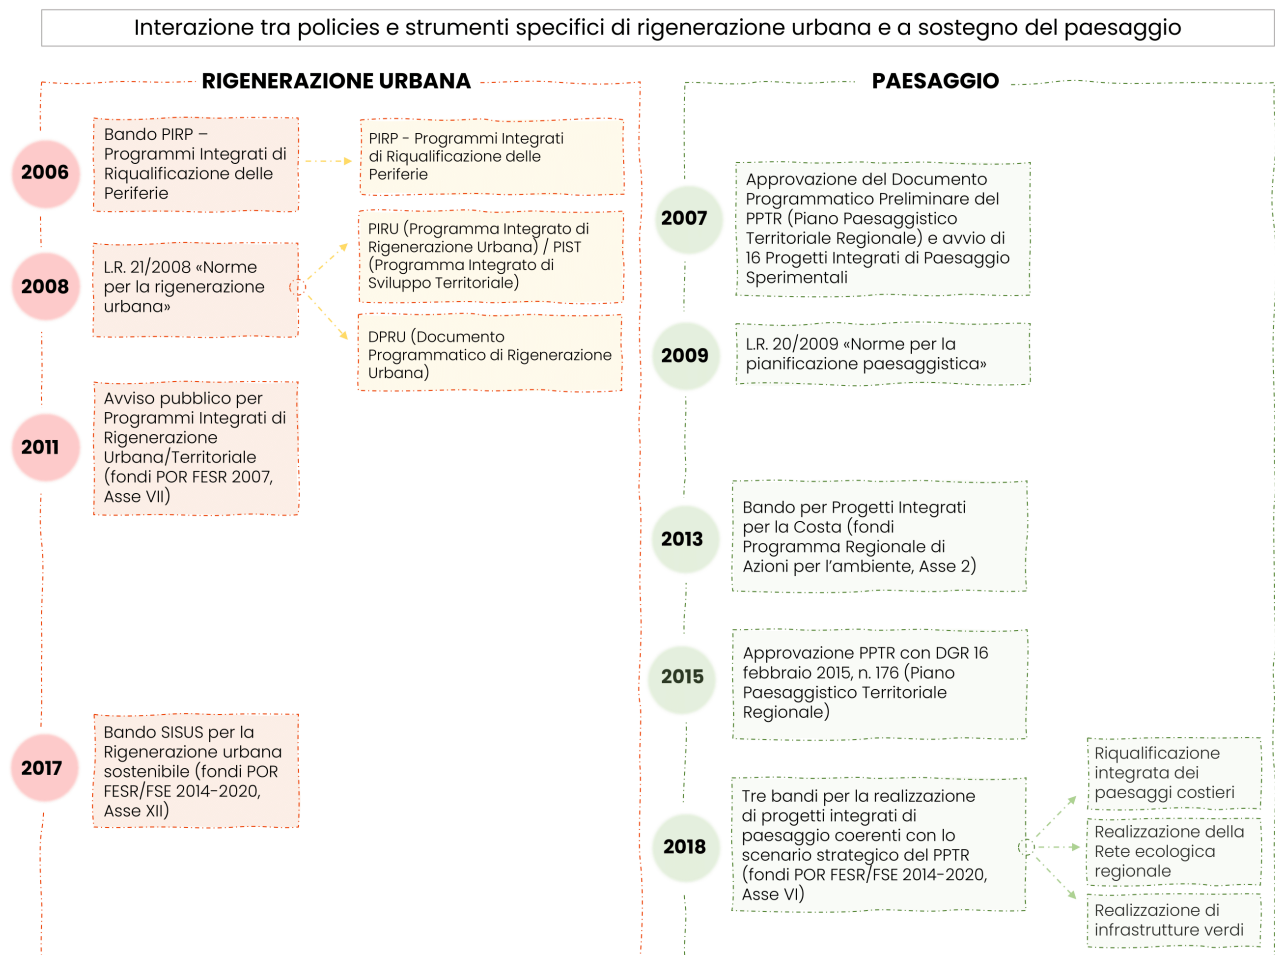 Interazione tra policies e strumenti specifici di rigenerazione urbana e a sostegno del paesaggio
RIGENERAZIONE URBANA
2006
Bando PIRP –
Programmi Integrati di
Riqualificazione delle
Periferie
PIRP - Programmi Integrati
di Riqualificazione delle
Periferie
2008
L.R. 21/2008 «Norme
per la rigenerazione
urbana»
PIRU (Programma Integrato di
Rigenerazione Urbana) / PIST
(Programma Integrato di
Sviluppo Territoriale)
DPRU (Documento
Programmatico di Rigenerazione
Urbana)
2011
Avviso pubblico per
Programmi Integrati di
Rigenerazione
Urbana/Territoriale
(fondi POR FESR 2007,
Asse VII)
2017
Bando SISUS per la
Rigenerazione urbana
sostenibile (fondi POR
FESR/FSE 2014-2020,
Asse XII)
PAESAGGIO
2007
Approvazione del Documento
Programmatico Preliminare del
PPTR (Piano Paesaggistico
Territoriale Regionale) e avvio di
16 Progetti Integrati di Paesaggio
Sperimentali
2009
L.R. 20/2009 «Norme per la
pianificazione paesaggistica»
2013
Bando per Progetti Integrati
per la Costa (fondi
Programma Regionale di
Azioni per l'ambiente, Asse 2)
2015
Approvazione PPTR con DGR 16
febbraio 2015, n. 176 (Piano
Paesaggistico Territoriale
Regionale)
2018
Tre bandi per la realizzazione
di progetti integrati di
paesaggio coerenti con lo
scenario strategico del PPTR
(fondi POR FESR/FSE 2014-2020,
Asse VI)
Riqualificazione
integrata dei
paesaggi costieri
Realizzazione della
Rete ecologica
regionale
Realizzazione di
infrastrutture verdi